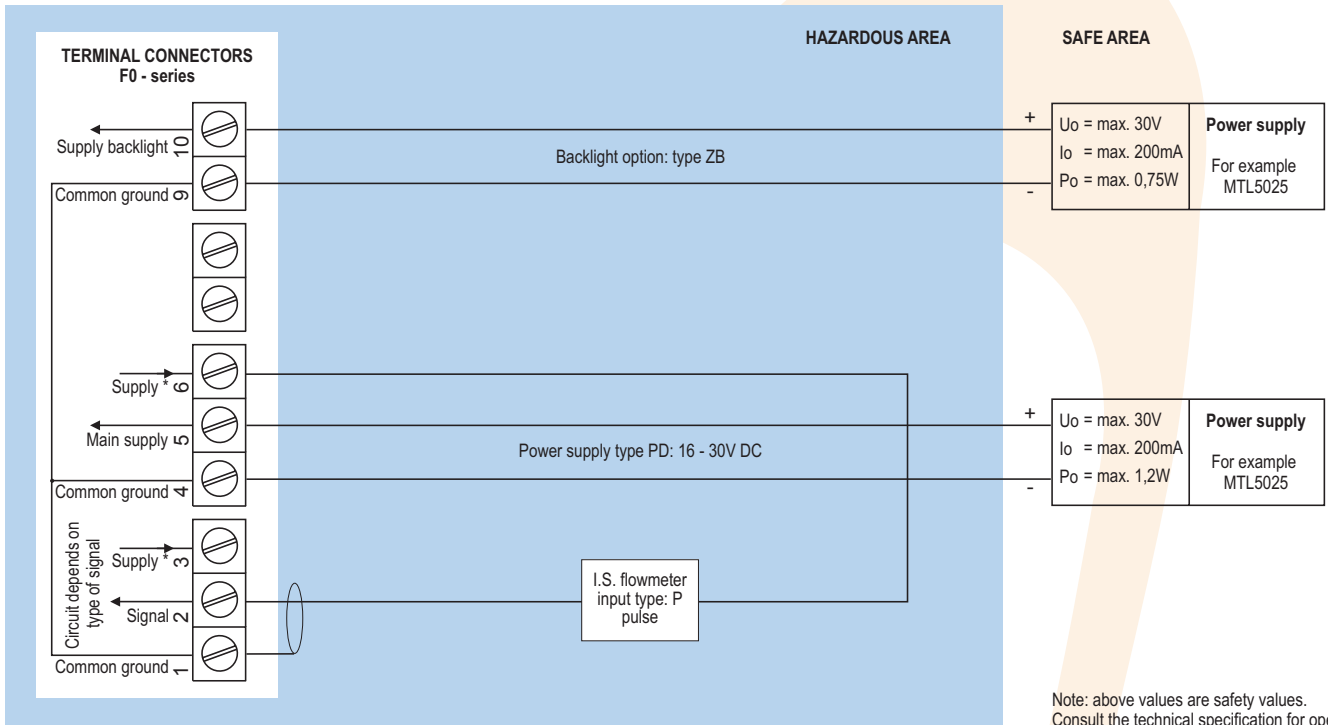 HAZARDOUS AREA
SAFE AREA
TERMINAL CONNECTORS
F0 - series
Supply backlight 10
Common ground 9
Backlight option: type ZB
+
-
Uo = max. 30V
Io = max. 200mA
Po = max. 0,75W
Power supply
For example
MTL5025
Supply * 6
Main supply 5
Common ground 4
Power supply type PD: 16 - 30V DC
+
-
Uo = max. 30V
Io = max. 200mA
Po = max. 1,2W
Power supply
For example
MTL5025
Circuit depends on
type of signal
Supply * 3
Signal 2
Common ground 1
I.S. flowmeter
input type: P
pulse
Note: above values are safety values.
Consult the technical specification for